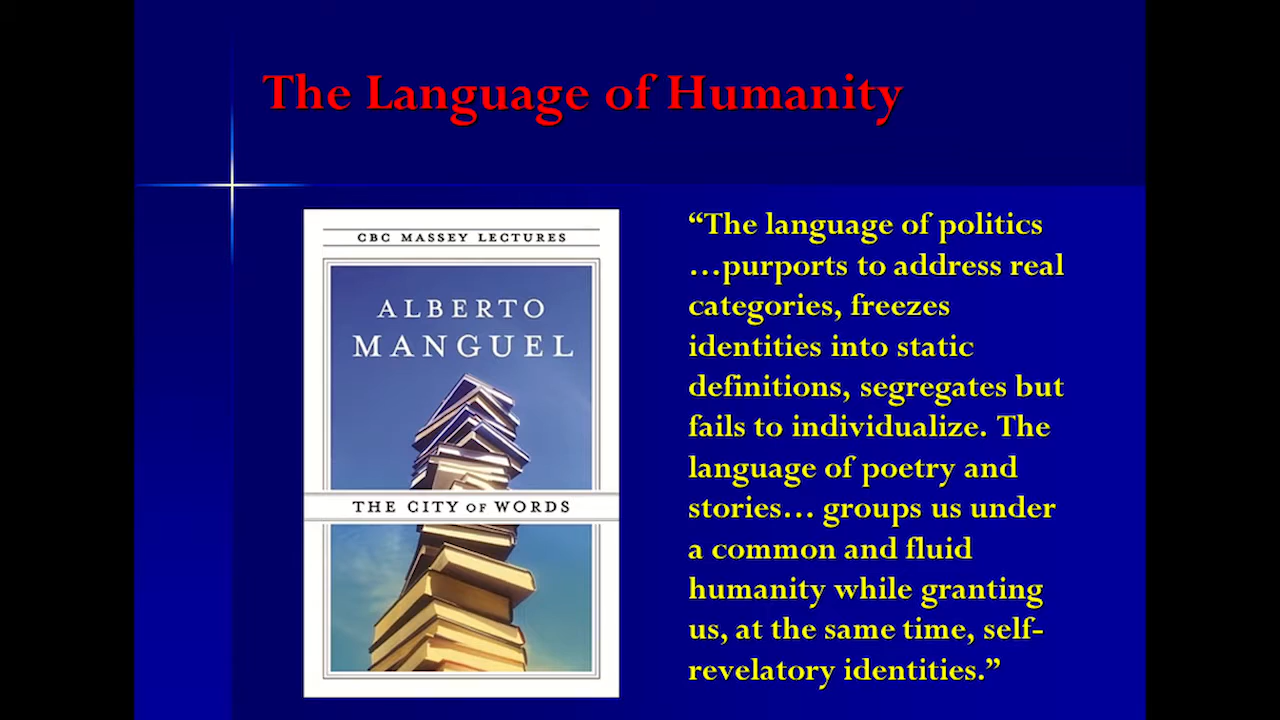 The Language of Humanity
CBC MASSEY LECTURES
ALBERTO
MANGUEL
THE CITY OF WORDS
“The language of politics
…purports to address real
categories, freezes
identities into static
definitions, segregates but
fails to individualize. The
language of poetry and
stories… groups us under
a common and fluid
humanity while granting
us, at the same time, self-
revelatory identities.”